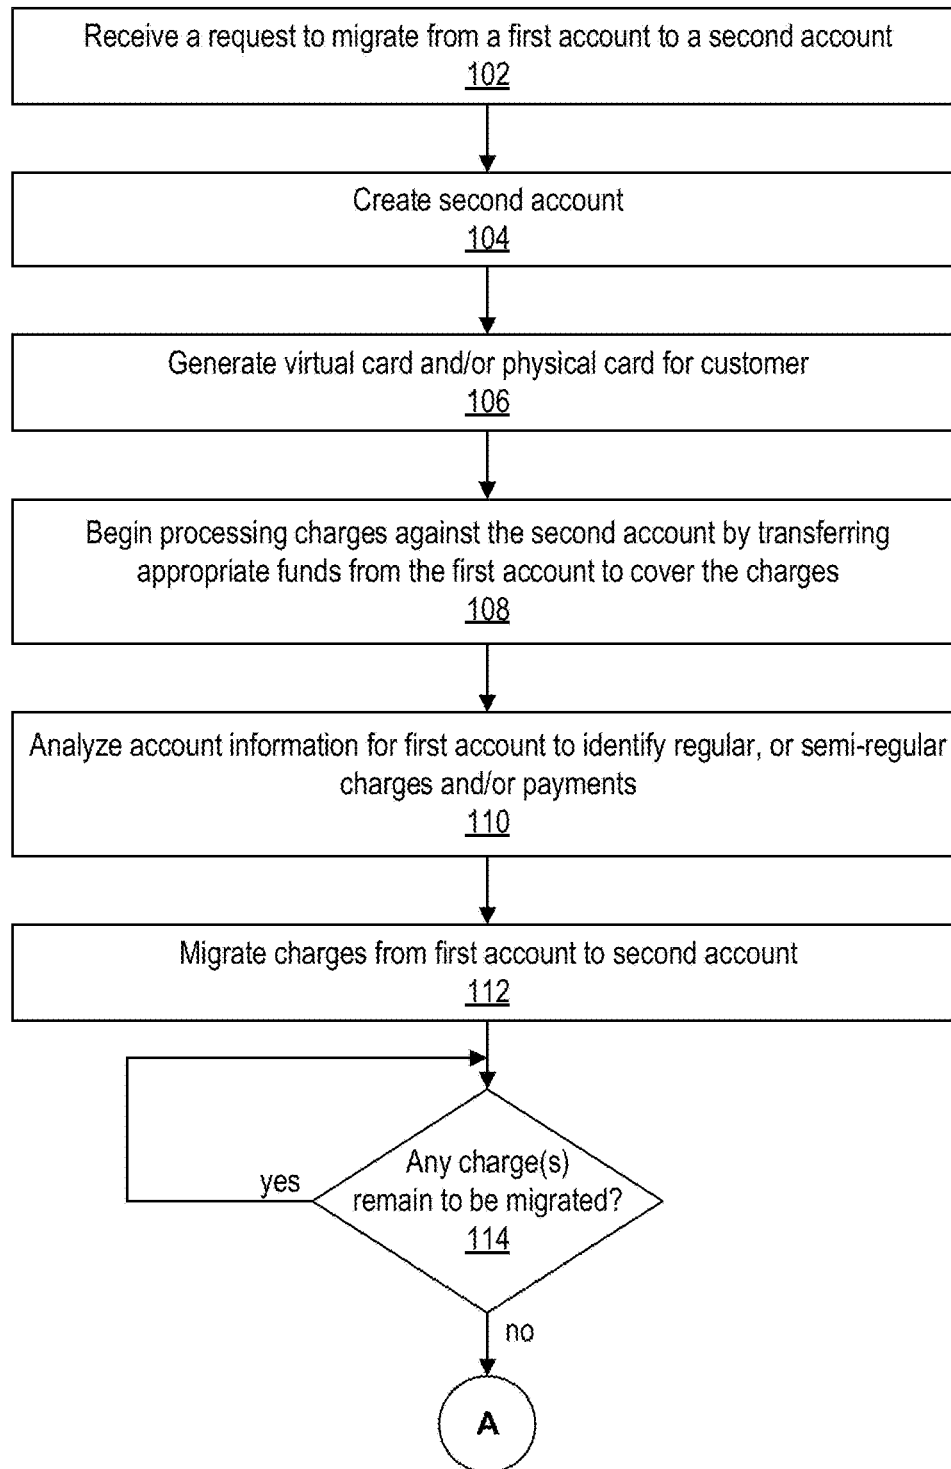 Receive a request to migrate from a first account to a second account
102
Create second account
104
Generate virtual card and/or physical card for customer
106
Begin processing charges against the second account by transferring
appropriate funds from the first account to cover the charges
108
Analyze account information for first account to identify regular, or semi-regular
charges and/or payments
110
Migrate charges from first account to second account
112
Any charge(s)
yes
remain to be migrated?
114
no
A